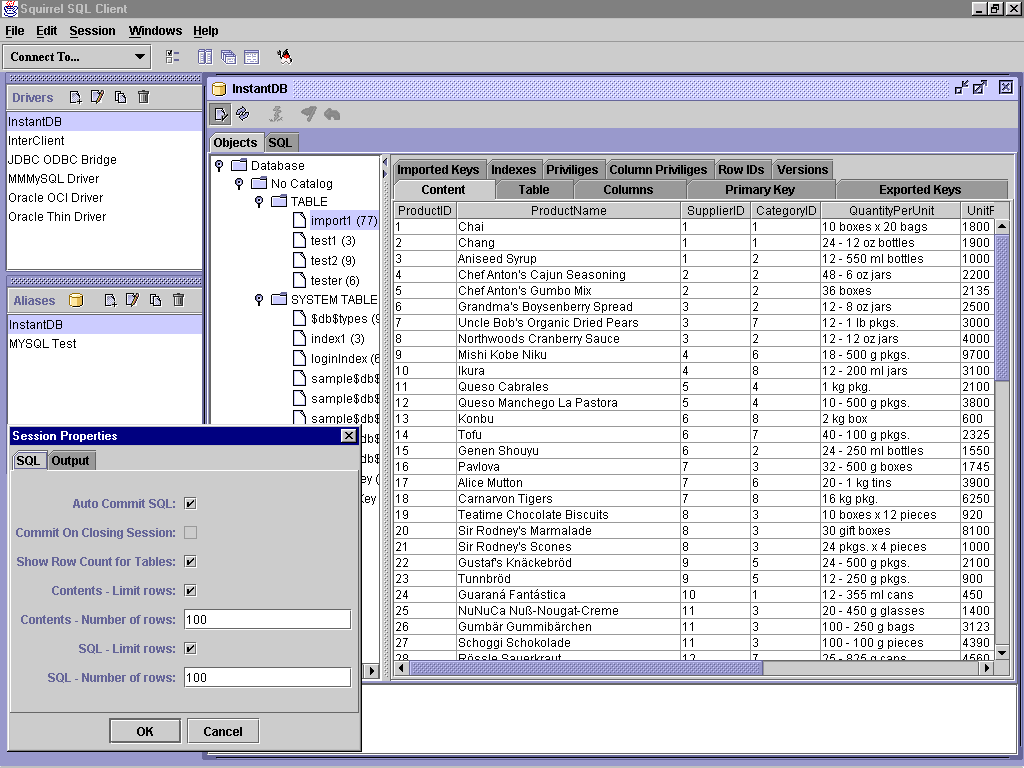 Squirrel SQL Client
File Edit Session Windows Help
Connect To...
Drivers
InstantDB
InterClient
JDBC ODBC Bridge
MMMySQL Driver
Oracle OCI Driver
Oracle Thin Driver
Aliases
InstantDB
MYSQL Test
InstantDB
Objects SQL
Database
No Catalog
TABLE
import1 (77)
test1 (3)
test2 (9)
tester (6)
SYSTEM TABLE
$db$types (9
index1 (3)
loginIndex (6
sample$db$
sample$db$
sample$db$
db$
db$
ey (
Key
Imported Keys Indexes Priviliges Column Priviliges Row IDs Versions
Content Table Columns Primary Key Exported Keys
ProductID ProductName SupplierID CategoryID QuantityPerUnit UnitP
1 Chai 1 1 10 boxes x 20 bags 1800
2 Chang 1 1 24 - 12 oz bottles 1900
3 Aniseed Syrup 1 2 12 - 550 ml bottles 1000
4 Chef Anton's Cajun Seasoning 2 2 48 - 6 oz jars 2200
5 Chef Anton's Gumbo Mix 2 2 36 boxes 2135
6 Grandma's Boysenberry Spread 3 2 12 - 8 oz jars 2500
7 Uncle Bob's Organic Dried Pears 3 7 12 - 1 lb pkgs. 3000
8 Northwoods Cranberry Sauce 3 2 12 - 12 oz jars 4000
9 Mishi Kobe Niku 4 6 18 - 500 g pkgs. 9700
10 Ikura 4 8 12 - 200 ml jars 3100
11 Queso Cabrales 5 4 1 kg pkg. 2100
12 Queso Manchego La Pastora 5 4 10 - 500 g pkgs. 3800
13 Konbu 6 8 2 kg box 600
14 Tofu 6 7 40 - 100 g pkgs. 2325
15 Genen Shouyu 6 2 24 - 250 ml bottles 1550
16 Pavlova 7 3 32 - 500 g boxes 1745
17 Alice Mutton 7 6 20 - 1 kg tins 3900
18 Carnarvon Tigers 7 8 16 kg pkg. 6250
19 Teatime Chocolate Biscuits 8 3 10 boxes x 12 pieces 920
20 Sir Rodney's Marmalade 8 3 30 gift boxes 8100
21 Sir Rodney's Scones 8 3 24 pkgs. x 4 pieces 1000
22 Gustaf's Knäckebröd 9 5 24 - 500 g pkgs. 2100
23 Tunnbröd 9 5 12 - 250 g pkgs. 900
24 Guaraná Fantástica 10 1 12 - 355 ml cans 450
25 NuNuCa Nuß-Nougat-Creme 11 3 20 - 450 g glasses 1400
26 Gumbär Gummibärchen 11 3 100 - 250 g bags 3123
27 Schoggi Schokolade 11 3 100 - 100 g pieces 4390
28 Rössle Sauerkraut 12 7 25 - 825 g cans 4560
Session Properties
SQL Output
Auto Commit SQL:
Commit On Closing Session:
Show Row Count for Tables:
Contents - Limit rows:
Contents - Number of rows: 100
SQL - Limit rows:
SQL - Number of rows: 100
OK Cancel